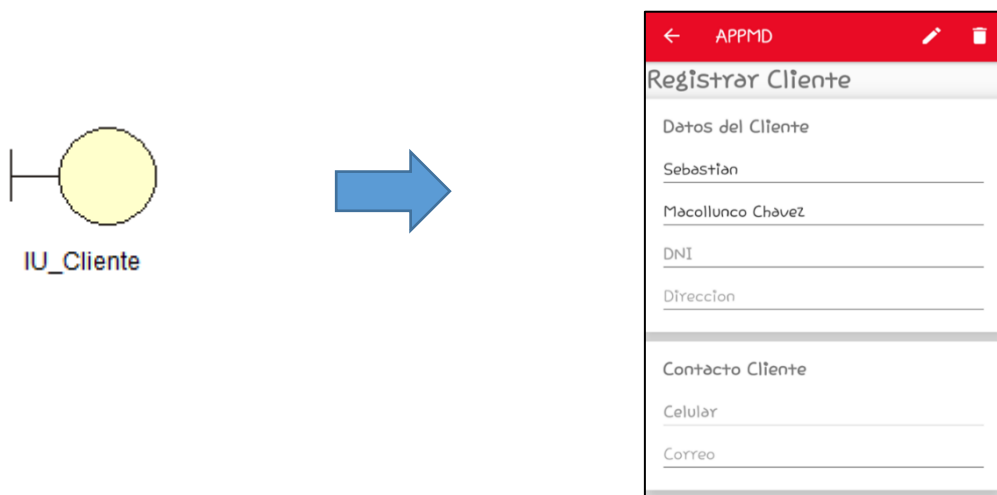 IU_Cliente
APPMD
Registrar Cliente
Datos del Cliente
Sebastian
Macollunco Chavez
DNI
Direccion
Contacto Cliente
Celular
Correo